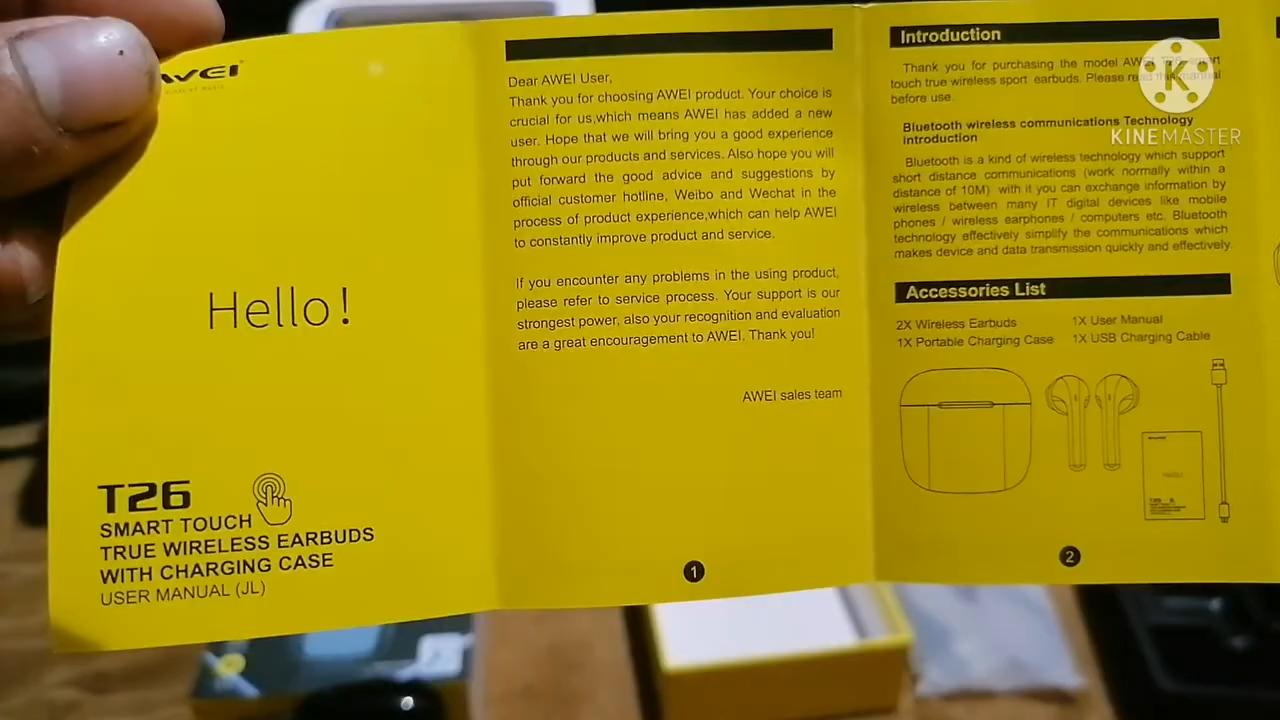 AWEI
Hello!
T26
SMART TOUCH
TRUE WIRELESS EARBUDS
WITH CHARGING CASE
USER MANUAL (JL)
Dear AWEI User,
Thank you for choosing AWEI product. Your choice is
crucial for us,which means AWEI has added a new
user. Hope that we will bring you a good experience
through our products and services. Also hope you will
put forward the good advice and suggestions by
official customer hotline, Weibo and Wechat in the
process of product experience,which can help AWEI
to constantly improve product and service.
If you encounter any problems in the using product,
please refer to service process. Your support is our
strongest power, also your recognition and evaluation
are a great encouragement to AWEI. Thank you!
AWEI sales team
1
Introduction
Thank you for purchasing the model AWEI T26 smart
touch true wireless sport earbuds. Please read this manual
before use.
Bluetooth wireless communications Technology
introduction
Bluetooth is a kind of wireless technology which support
short distance communications (work normally within a
distance of 10M) with it you can exchange information by
wireless between many IT digital devices like mobile
phones / wireless earphones / computers etc. Bluetooth
technology effectively simplify the communications which
makes device and data transmission quickly and effectively.
Accessories List
2X Wireless Earbuds 1X User Manual
1X Portable Charging Case 1X USB Charging Cable
2
K
KINEMASTER